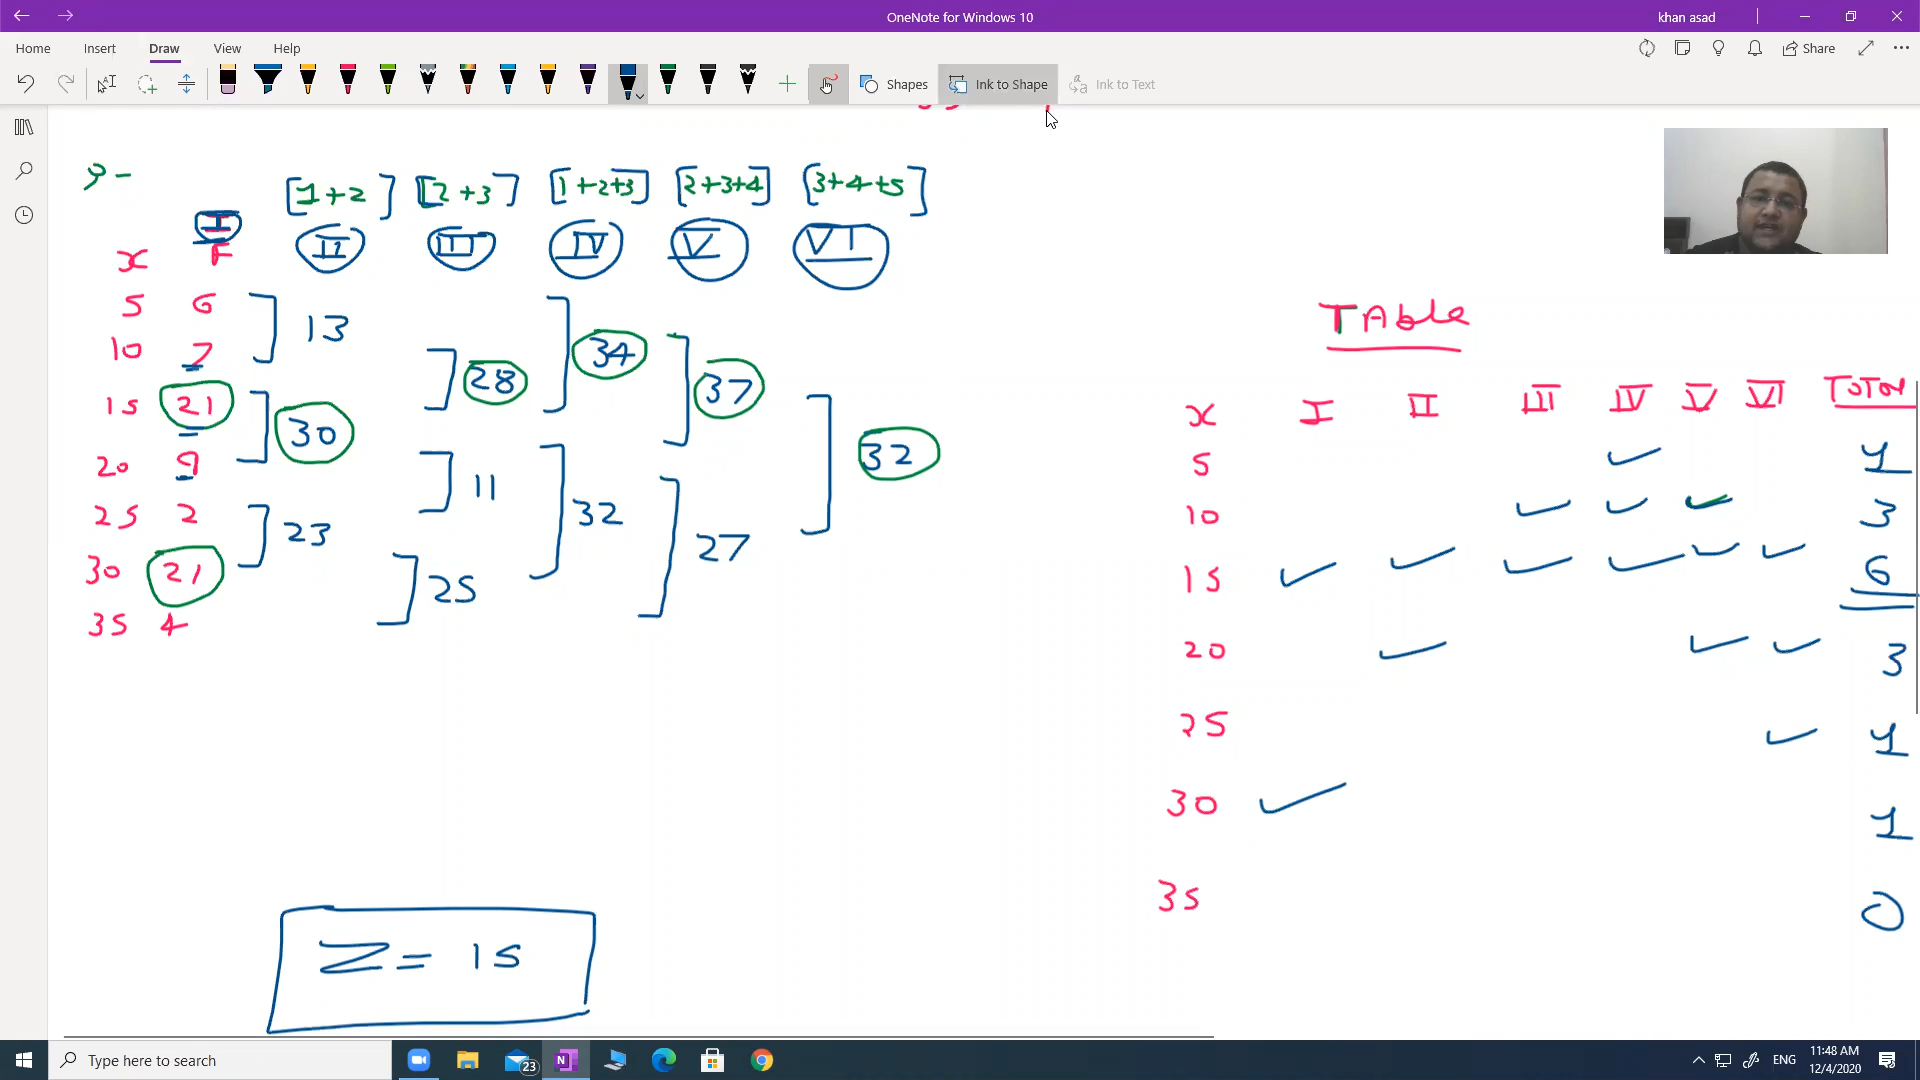 OneNote for Windows 10
khan asad
Home Insert Draw View Help
Share
Shapes
Ink to Shape
Ink to Text
[1+2] [2+3] [1+2+3] [2+3+4] [3+4+5]
I II III IV V VI
x F
5 6
10 7
15 21
20 9
25 2
30 21
35 4
13
30
23
28
11
25
34
32
37
27
32
Z = 15
TAble
x I II III IV V VI TOTAl
5 ✓ 1
10 ✓ ✓ ✓ 3
15 ✓ ✓ ✓ ✓ ✓ ✓ 6
20 ✓ ✓ ✓ 3
25 ✓ 1
30 ✓ 1
35 0
Type here to search
23
ENG
11:48 AM
12/4/2020